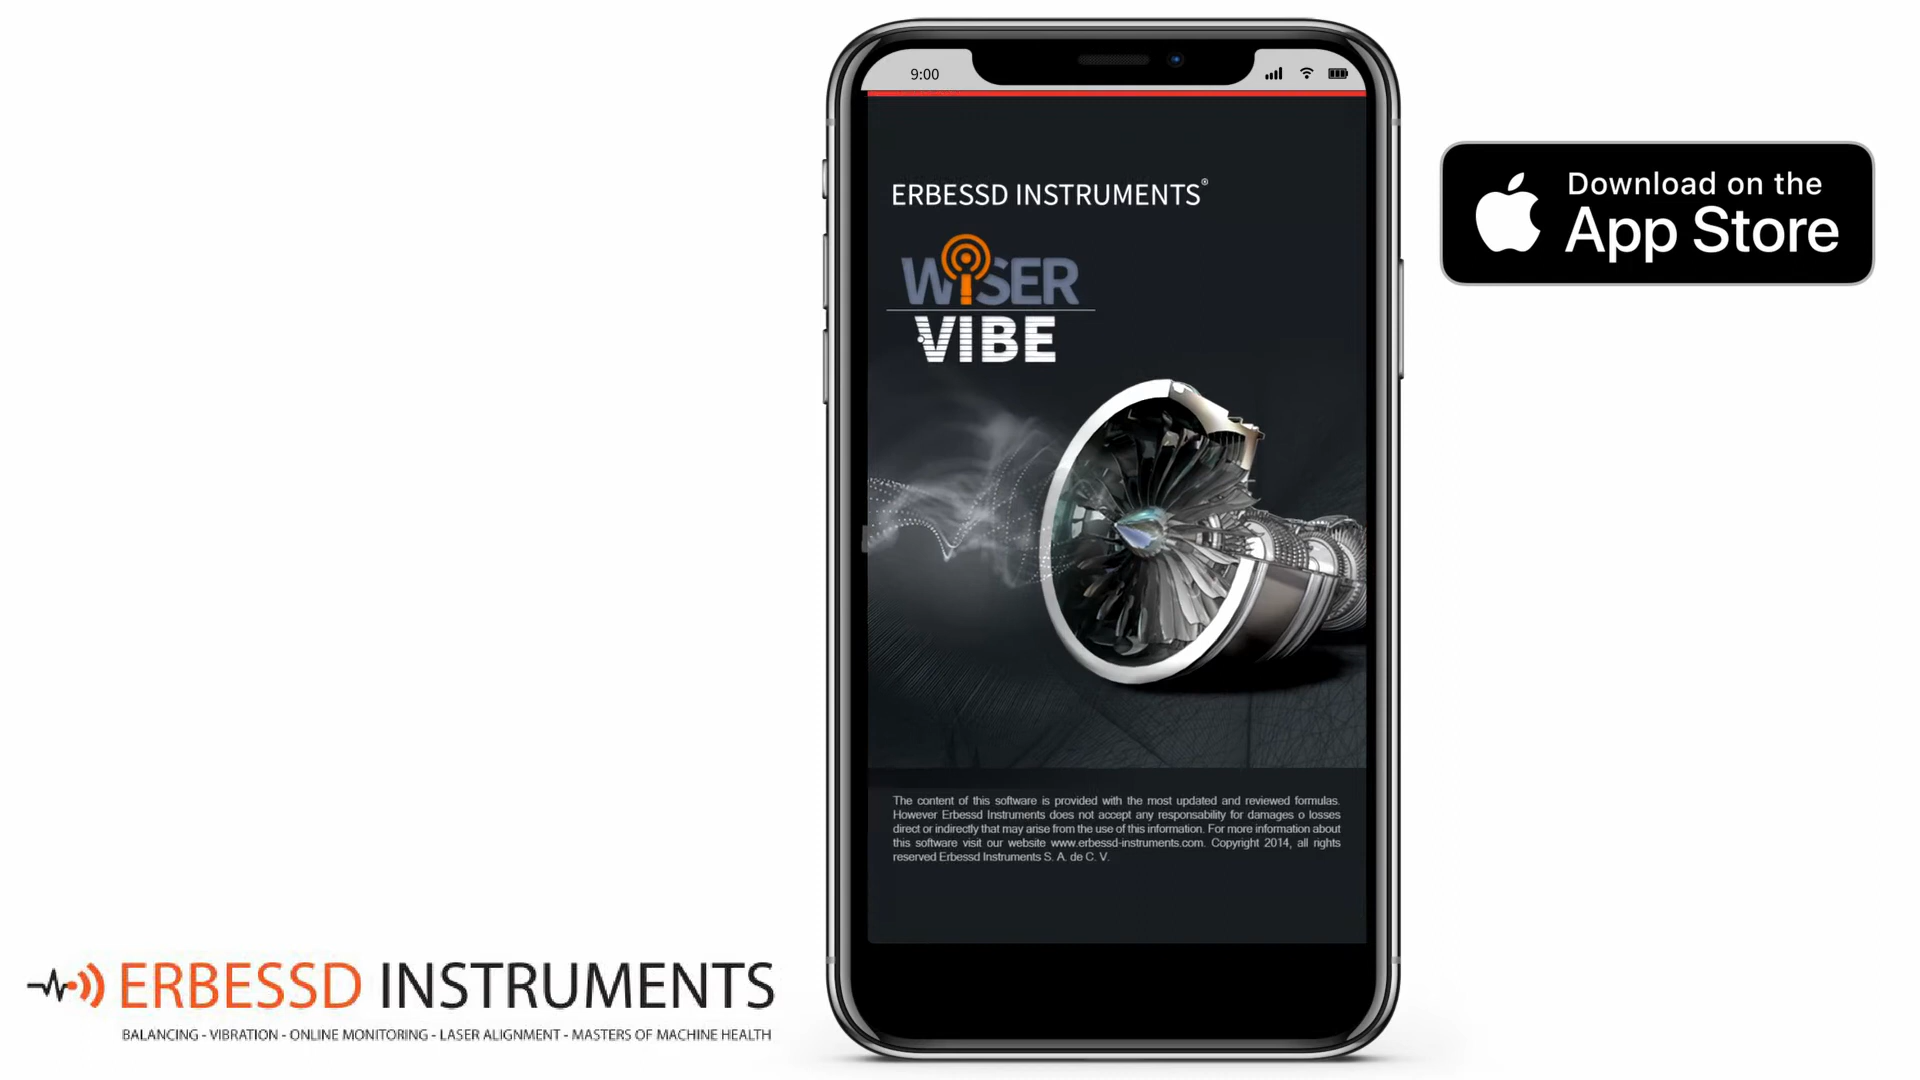 9:00
ERBESSD INSTRUMENTS®
WiSER
VIBE
The content of this software is provided with the most updated and reviewed formulas.
However Erbessd Instruments does not accept any responsability for damages o losses
direct or indirectly that may arise from the use of this information. For more information about
this software visit our website www.erbessd-instruments.com. Copyright 2014, all rights
reserved Erbessd Instruments S. A. de C. V.
Download on the
App Store
ERBESSD INSTRUMENTS
BALANCING - VIBRATION - ONLINE MONITORING - LASER ALIGNMENT - MASTERS OF MACHINE HEALTH